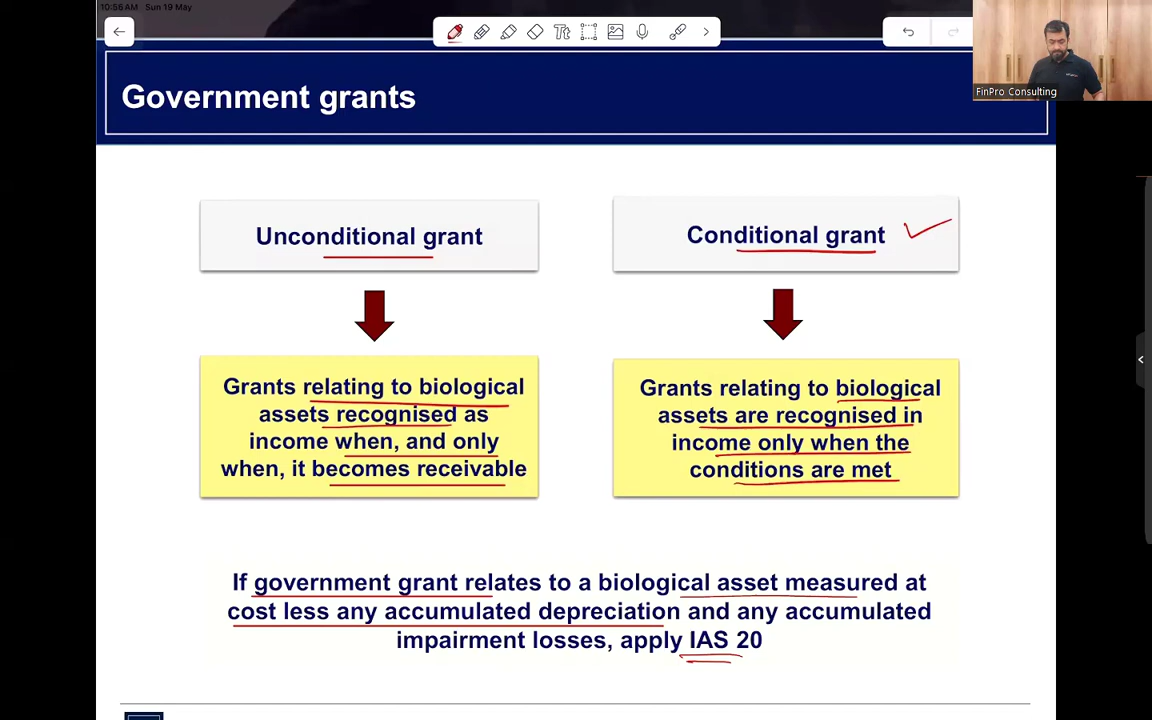 10:56AM Sun 19 May
Tt
FinPro Consulting
Government grants
Unconditional grant
Conditional grant
Grants relating to biological
assets recognised as
income when, and only
when, it becomes receivable
Grants relating to biological
assets are recognised in
income only when the
conditions are met
If government grant relates to a biological asset measured at
cost less any accumulated depreciation and any accumulated
impairment losses, apply IAS 20